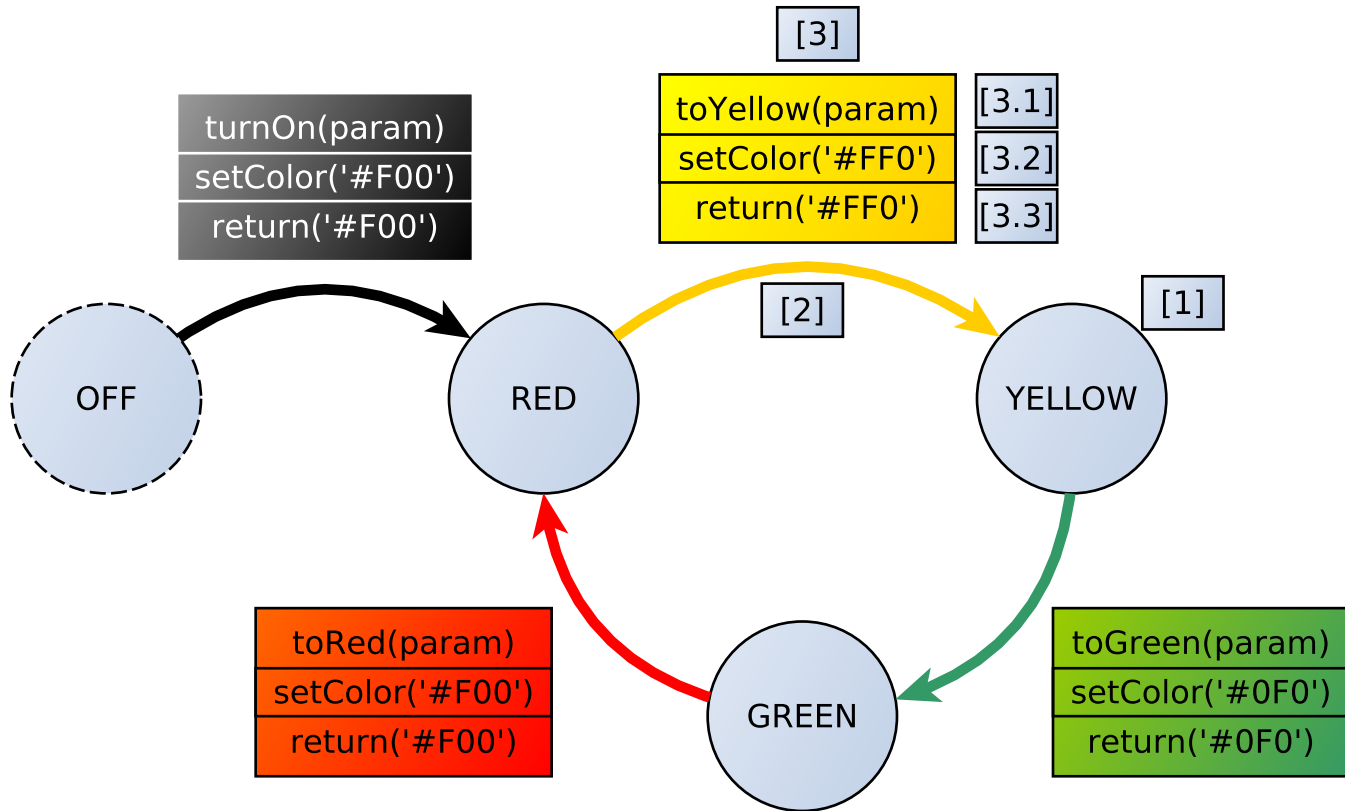 [3]
turnOn(param)
setColor('#F00')
return('#F00')
toYellow(param)
setColor('#FF0')
return('#FF0')
[3.1]
[3.2]
[3.3]
[2]
[1]
OFF
RED
YELLOW
toRed(param)
setColor('#F00')
return('#F00')
GREEN
toGreen(param)
setColor('#0F0')
return('#0F0')